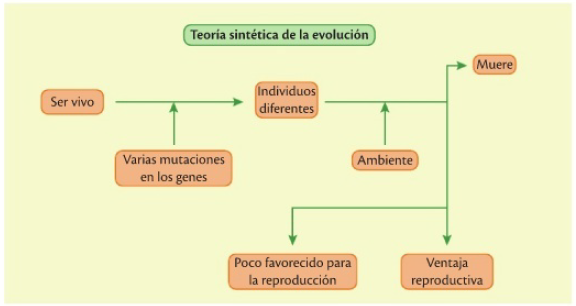 Teoría sintética de la evolución
Muere
Ser vivo
Individuos
diferentes
Varias mutaciones
en los genes
Ambiente
Poco favorecido para
la reproducción
Ventaja
reproductiva